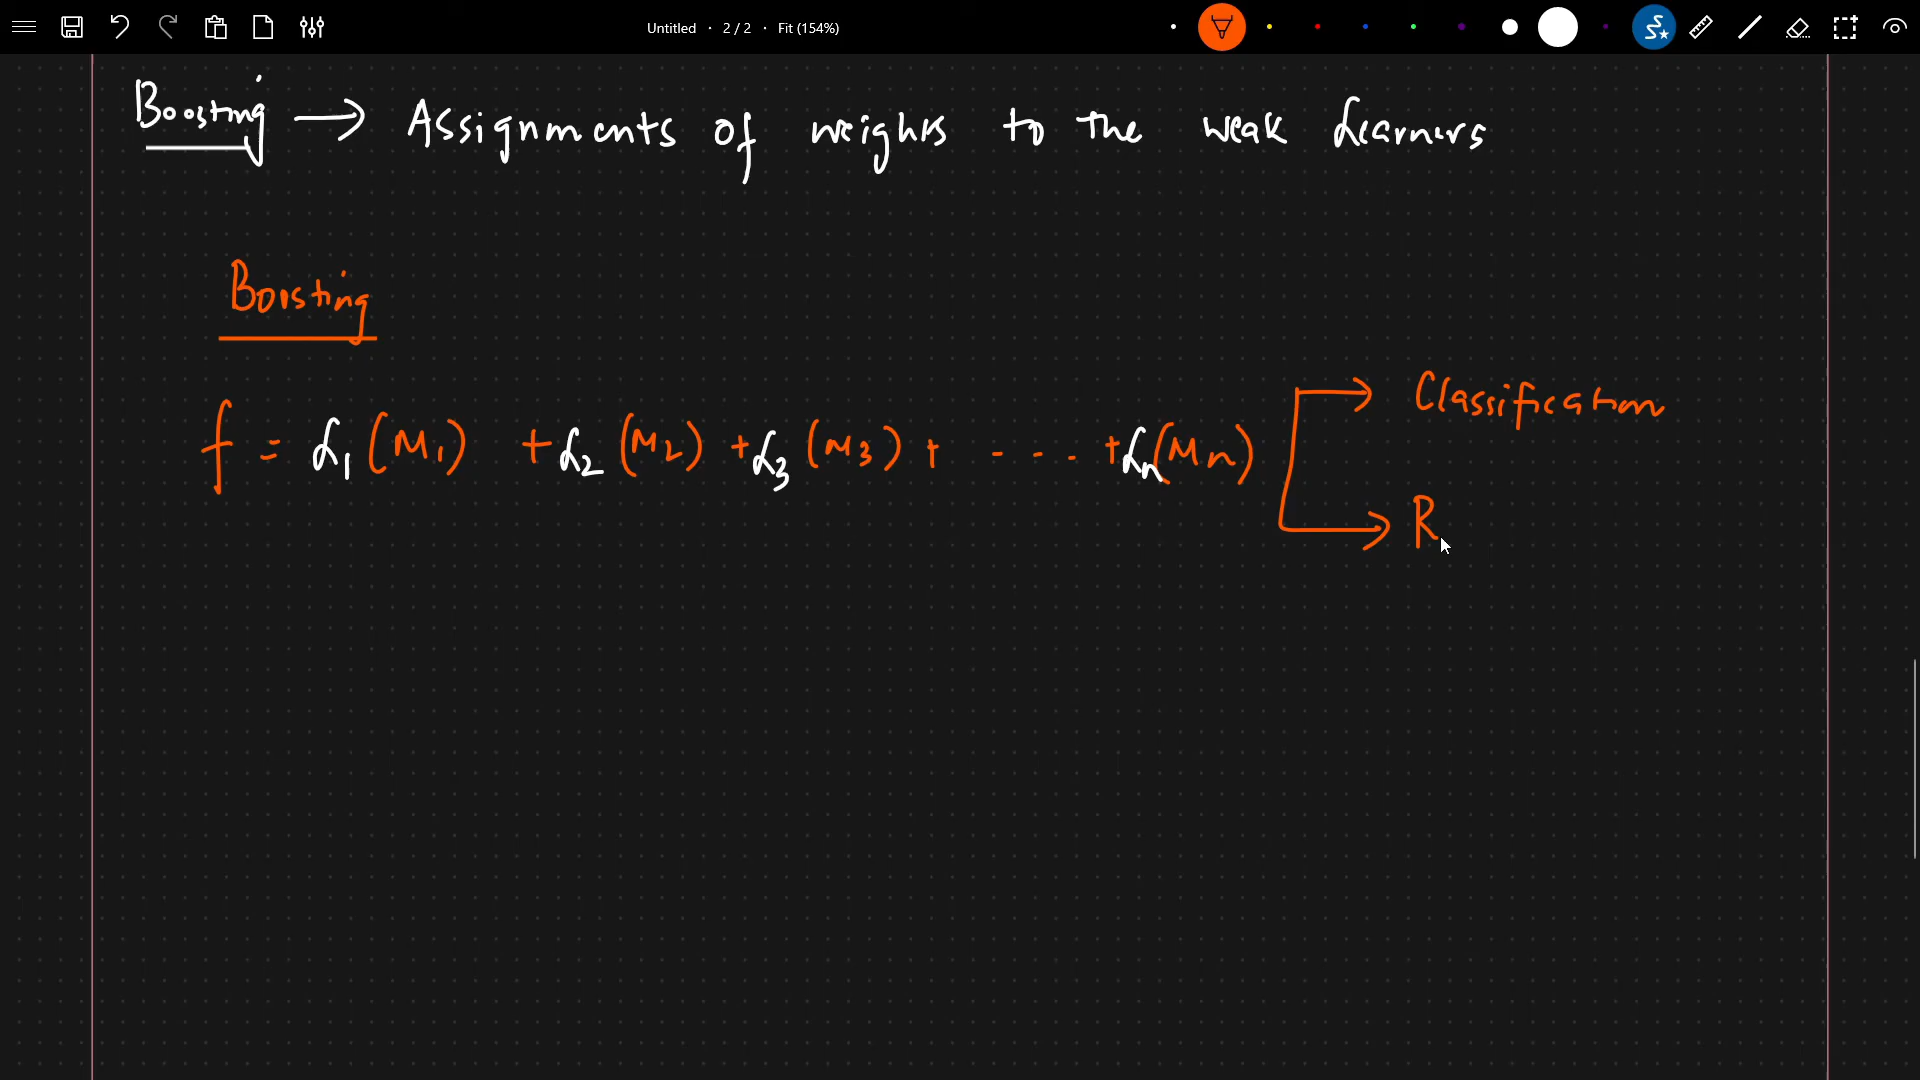 Untitled · 2 / 2 · Fit (154%)
Boosting → Assignments of weights to the weak Learners
Boosting
f = α₁ (M₁) + α₂ (M₂) + α₃ (M₃) + - - - . + αn (Mn)
Classification
R